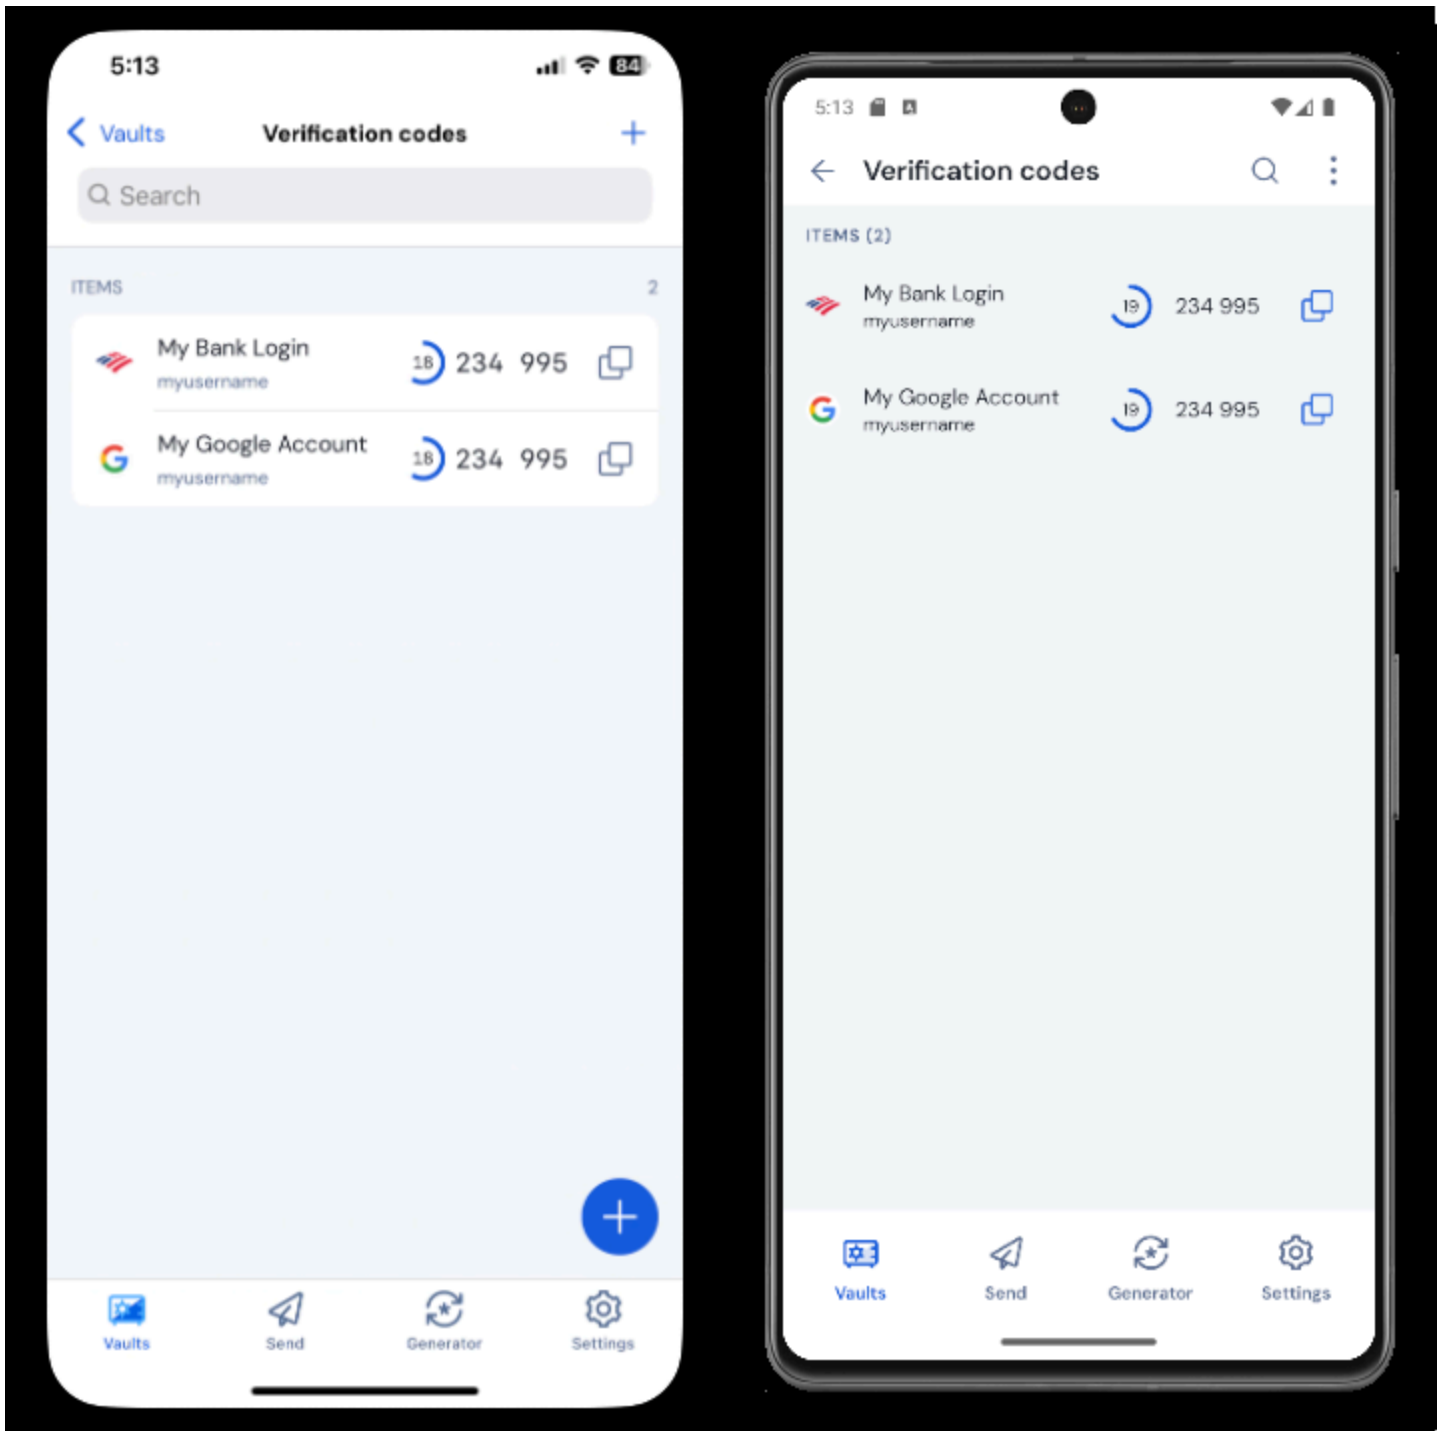 5:13
84
Vaults
Verification codes
Search
ITEMS 2
My Bank Login
myusername
18 234 995
My Google Account
myusername
18 234 995
Vaults Send Generator Settings
5:13
Verification codes
ITEMS (2)
My Bank Login
myusername
19 234 995
My Google Account
myusername
19 234 995
Vaults Send Generator Settings